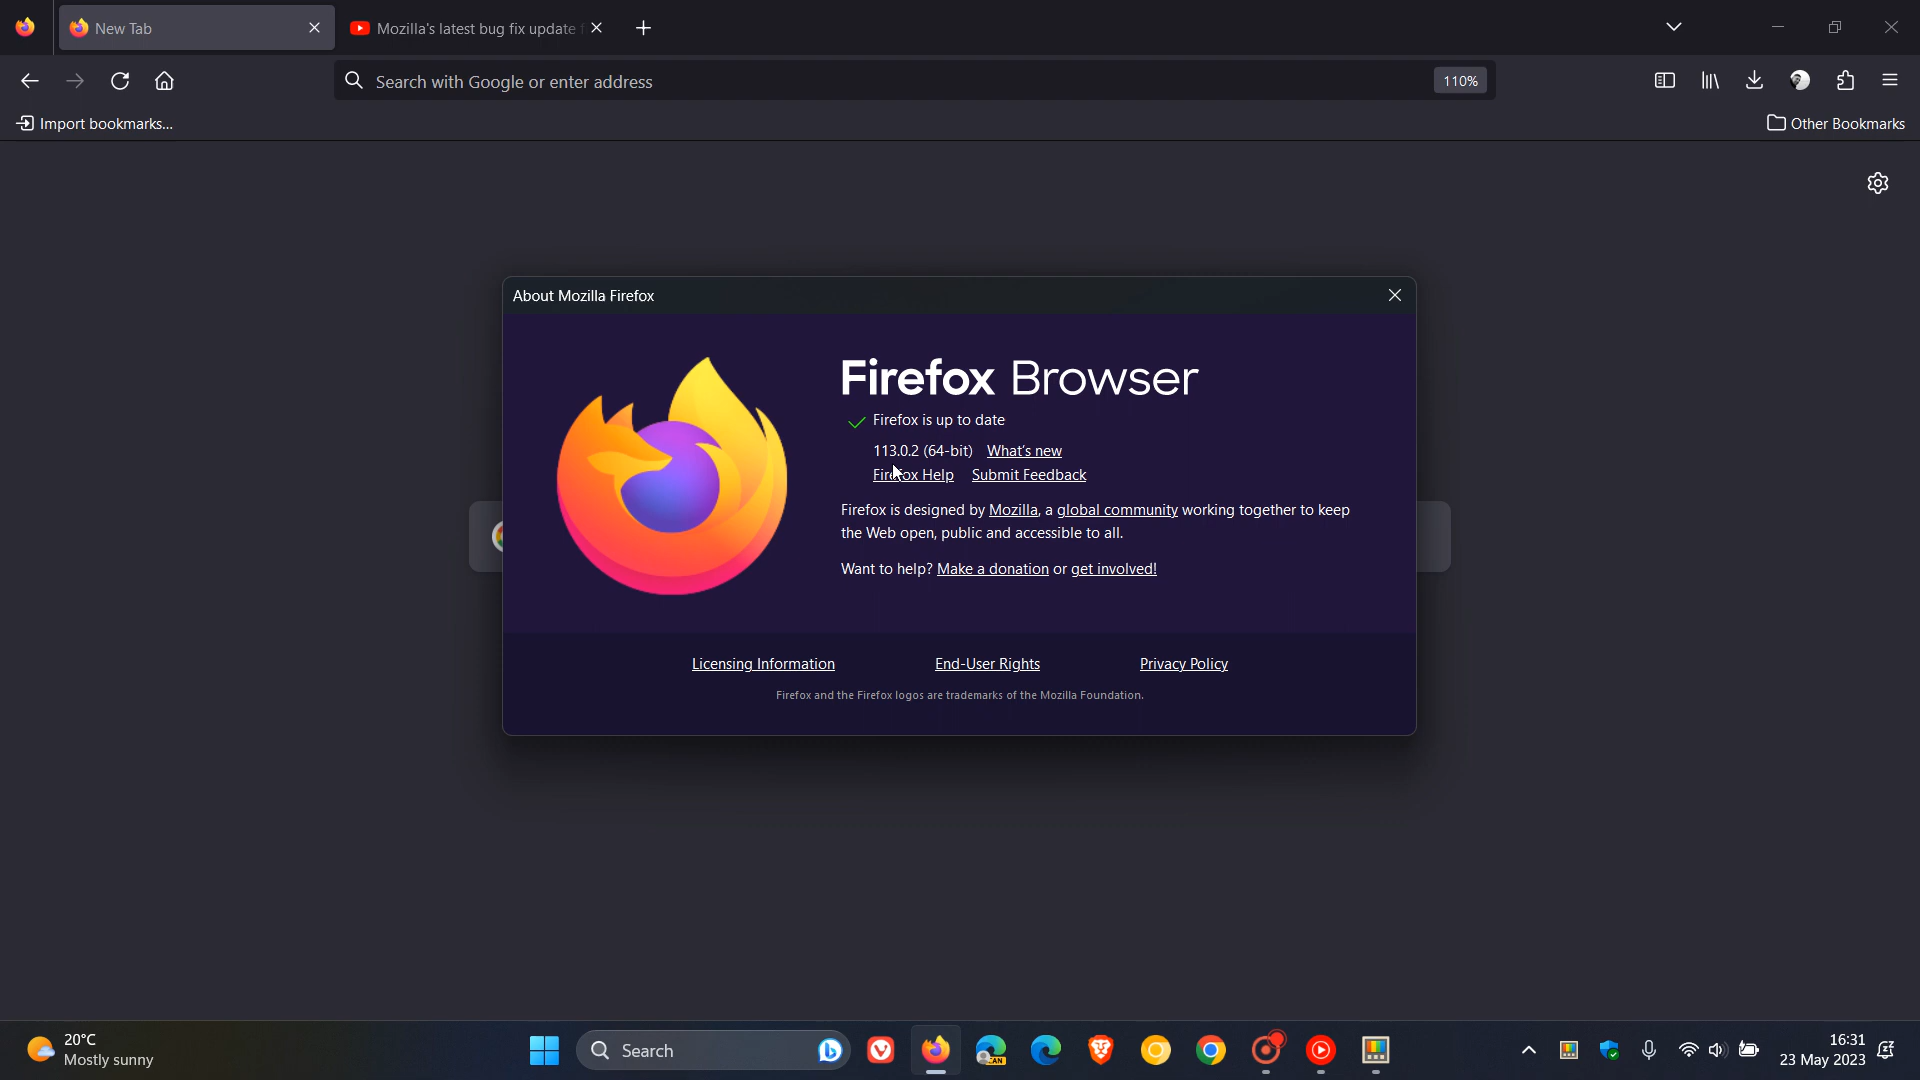 New Tab
Mozilla's latest bug fix update
Search with Google or enter address
110%
Import bookmarks...
Other Bookmarks
About Mozilla Firefox
Firefox Browser
Firefox is up to date
113.0.2 (64-bit) What's new
Firefox Help Submit Feedback
Firefox is designed by Mozilla, a global community working together to keep
the Web open, public and accessible to all.
Want to help? Make a donation or get involved!
Licensing Information End-User Rights Privacy Policy
Firefox and the Firefox logos are trademarks of the Mozilla Foundation.
20°C
Mostly sunny
Search
CAN
16:31
23 May 2023